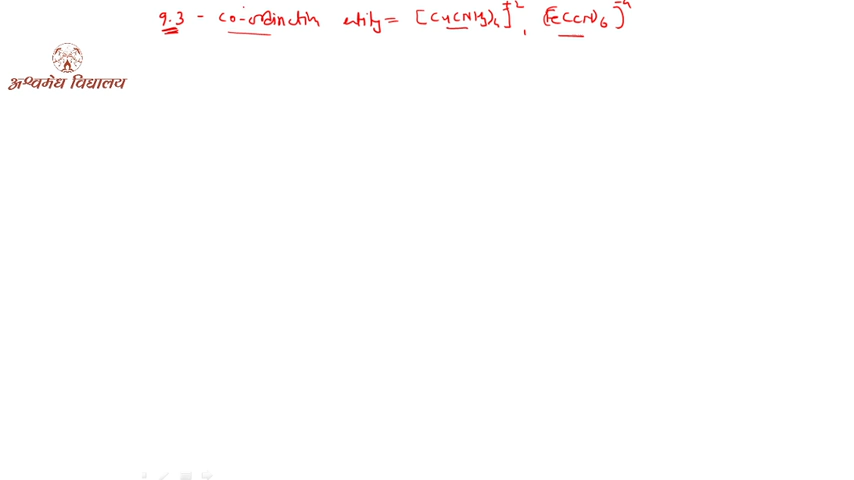 9.3 - Co-ordination entity = [Cu(NH3)4]+2, [Fe(CN)6]-4
अश्वमेध विद्यालय